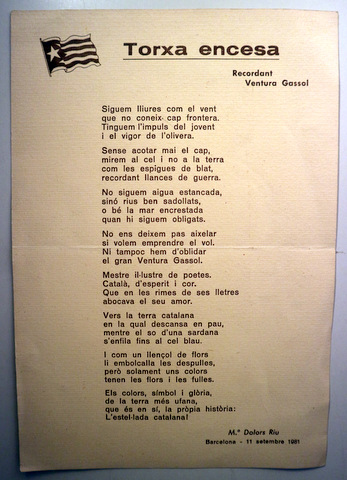 Torxa encesa
Recordant
Ventura Gassol
Siguem lliures com el vent
que no coneix cap frontera.
Tinguem l'impuls del jovent
i el vigor de l'olivera.
Sense acotar mai el cap,
mirem al cel i no a la terra
com les espigues de blat,
recordant llances de guerra.
No siguem aigua estancada,
sinó rius ben sadollats,
o bé la mar encrestada
quan hi siguem obligats.
No ens deixem pas aixelar
si volem emprendre el vol.
Ni tampoc hem d'oblidar
el gran Ventura Gassol.
Mestre il·lustre de poetes.
Català, d'esperit i cor.
Que en les rimes de ses lletres
abocava el seu amor.
Vers la terra catalana
en la qual descansa en pau,
mentre el so d'una sardana
s'enfila fins al cel blau.
I com un llençol de flors
li embolcalla les despulles,
però solament uns colors
tenen les flors i les fulles.
Els colors, símbol i glòria,
de la terra més ufana,
que és en sí, la pròpia història:
L'estel·lada catalana!
M.ª Dolors Riu
Barcelona - 11 setembre 1981